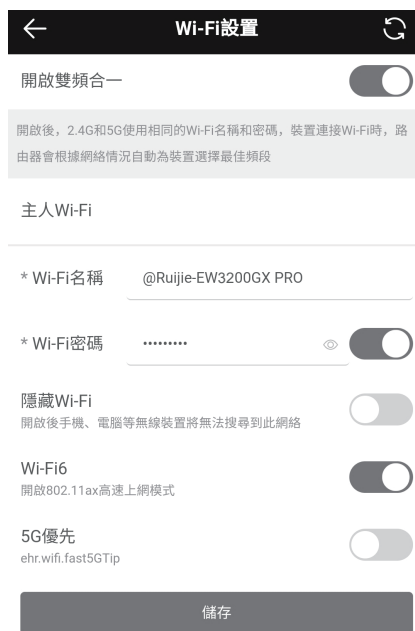 Wi-Fi設置
開啟雙頻合一
開啟後，2.4G和5G使用相同的Wi-Fi名稱和密碼，裝置連接Wi-Fi時，路
由器會根據網絡情況自動為裝置選擇最佳頻段
主人Wi-Fi
* Wi-Fi名稱 @Ruijie-EW3200GX PRO
* Wi-Fi密碼 •••••••••
隱藏Wi-Fi
開啟後手機、電腦等無線裝置將無法搜尋到此網絡
Wi-Fi6
開啟802.11ax高速上網模式
5G優先
ehr.wifi.fast5GTip
儲存